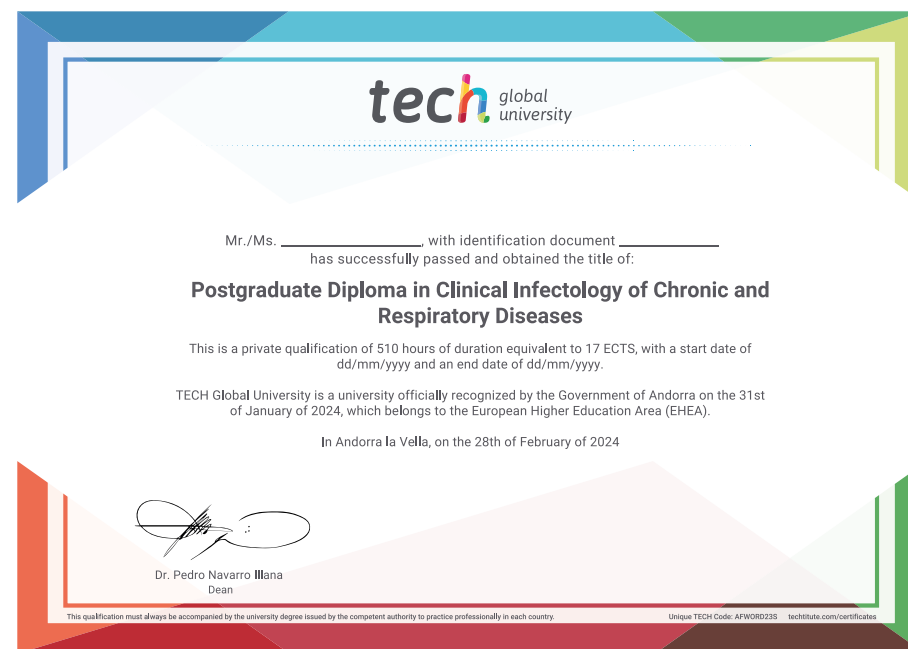 tech global
university
Mr./Ms. ____________________, with identification document ______________
has successfully passed and obtained the title of:
Postgraduate Diploma in Clinical Infectology of Chronic and
Respiratory Diseases
This is a private qualification of 510 hours of duration equivalent to 17 ECTS, with a start date of
dd/mm/yyyy and an end date of dd/mm/yyyy.
TECH Global University is a university officially recognized by the Government of Andorra on the 31st
of January of 2024, which belongs to the European Higher Education Area (EHEA).
In Andorra la Vella, on the 28th of February of 2024
Dr. Pedro Navarro Illana
Dean
This qualification must always be accompanied by the university degree issued by the competent authority to practice professionally in each country.
Unique TECH Code: AFWORD23S techtitute.com/certificates